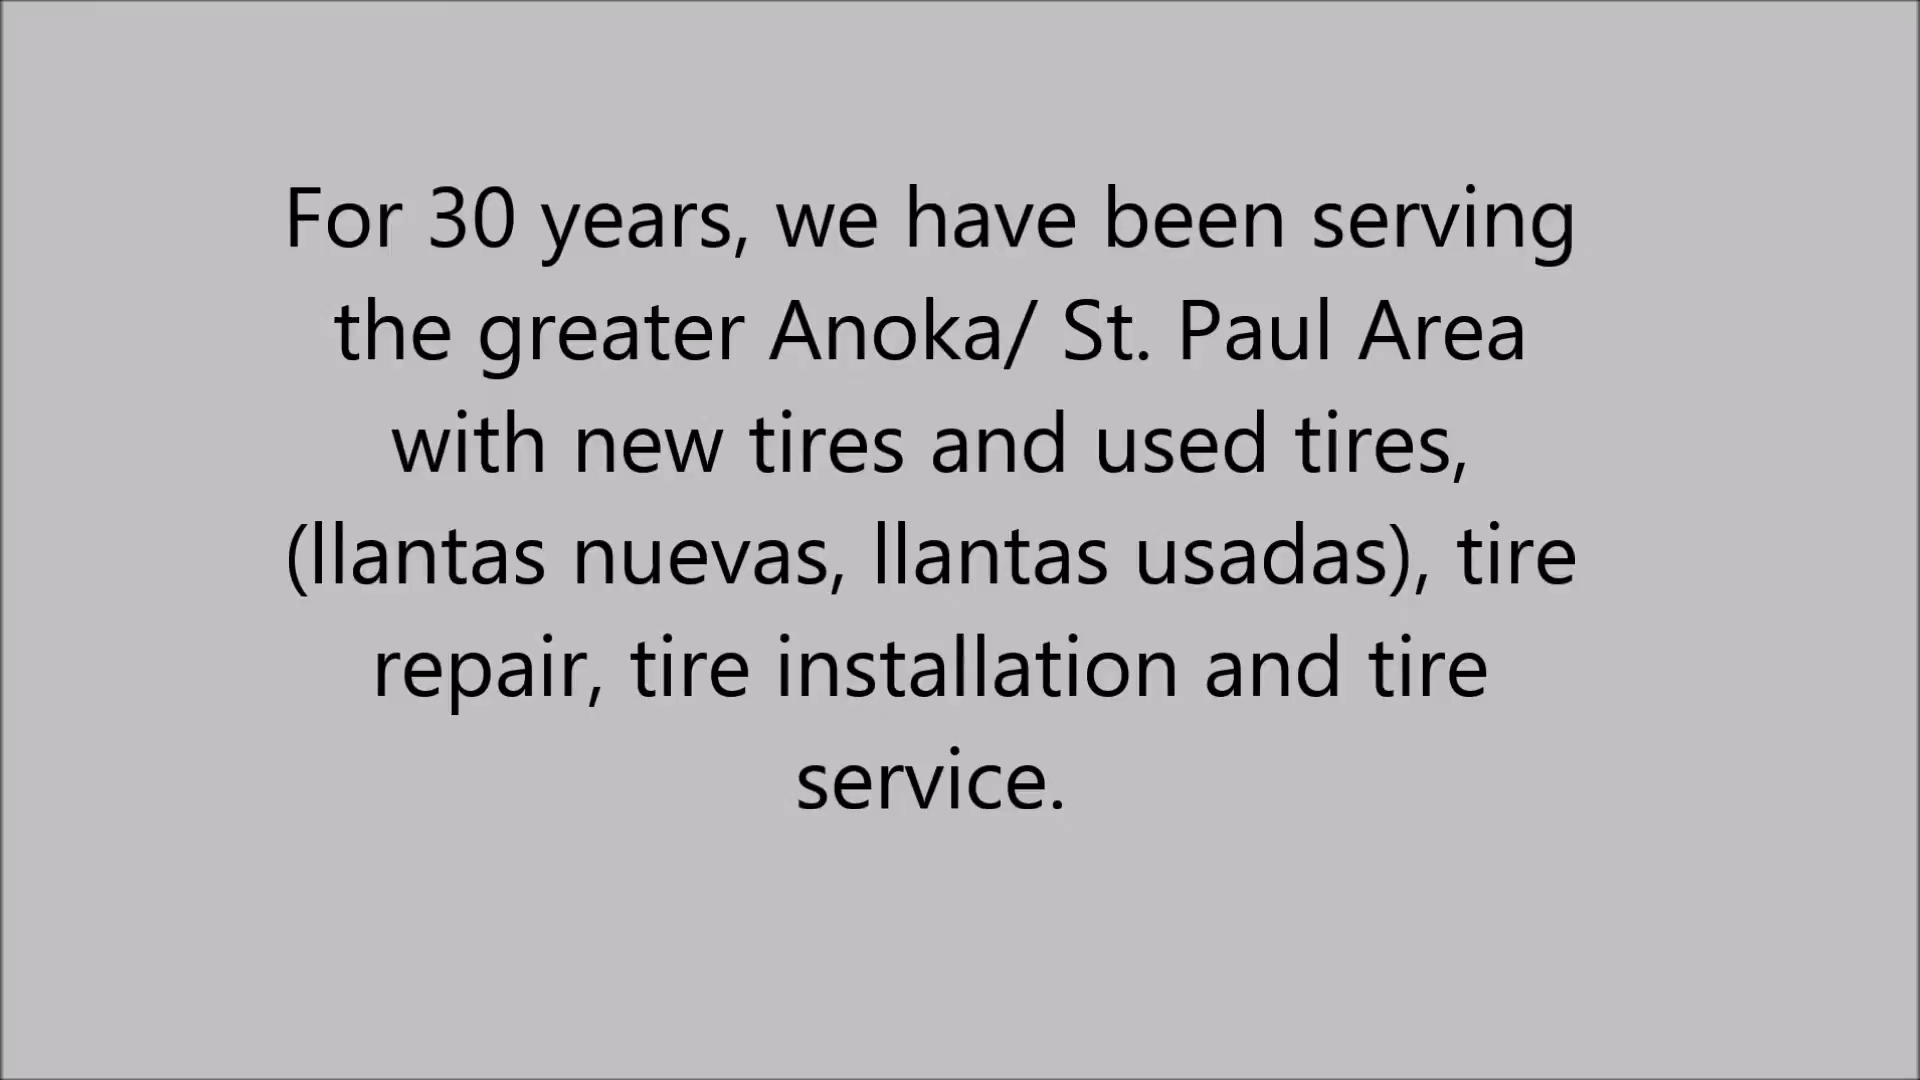 For 30 years, we have been serving
the greater Anoka/ St. Paul Area
with new tires and used tires,
(llantas nuevas, llantas usadas), tire
repair, tire installation and tire
service.